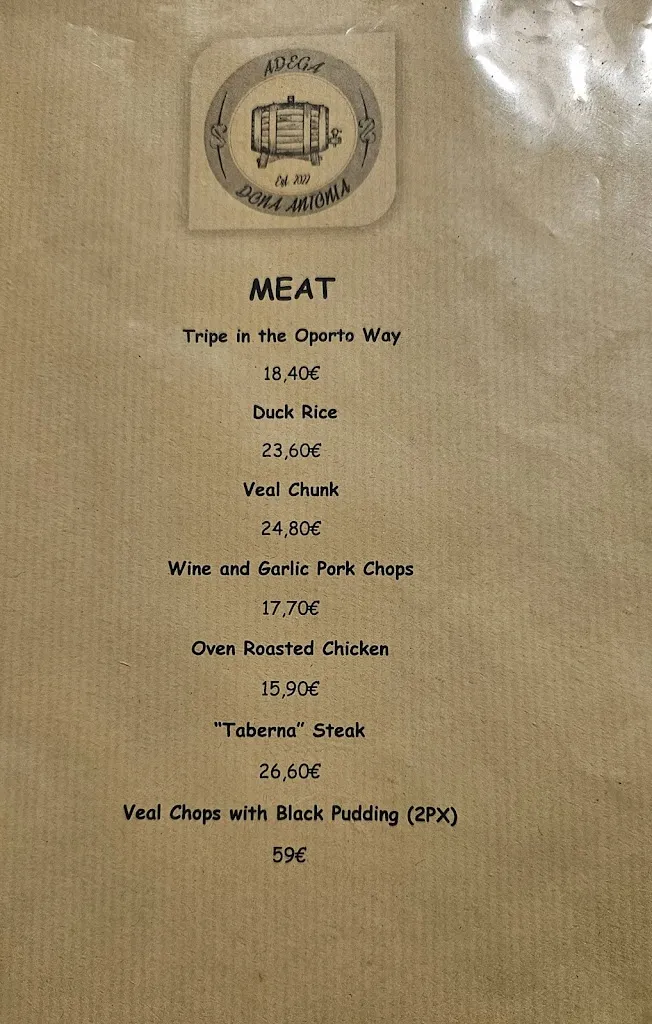 ADEGA
Est. 2022
DONA ANTONIA
MEAT
Tripe in the Oporto Way
18,40€
Duck Rice
23,60€
Veal Chunk
24,80€
Wine and Garlic Pork Chops
17,70€
Oven Roasted Chicken
15,90€
“Taberna” Steak
26,60€
Veal Chops with Black Pudding (2PX)
59€